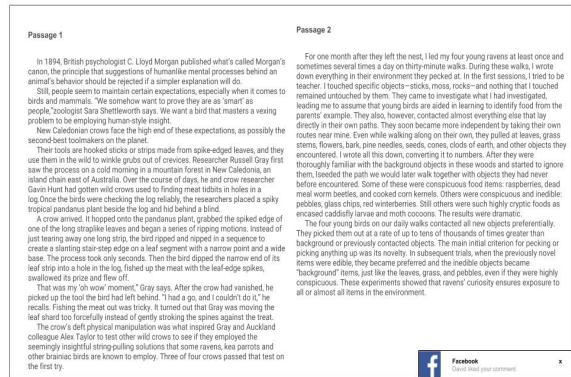 Passage 1
In 1894, British psychologist C. Lloyd Morgan published what's called Morgan's
canon, the principle that suggestions of humanlike mental processes behind an
animal's behavior should be rejected if a simpler explanation will do.
Still, people seem to maintain certain expectations, especially when it comes to
birds and mammals. "We somehow want to prove they are as 'smart' as
people,"zoologist Sara Shettleworth says. We want a bird that masters a vexing
problem to be employing human-style insight.
New Caledonian crows face the high end of these expectations, as possibly the
second-best toolmakers on the planet.
Their tools are hooked sticks or strips made from spike-edged leaves, and they
use them in the wild to winkle grubs out of crevices. Researcher Russell Gray first
saw the process on a cold morning in a mountain forest in New Caledonia, an
island chain east of Australia. Over the course of days, he and crow researcher
Gavin Hunt had gotten wild crows used to finding meat tidbits in holes in a
log.Once the birds were checking the log reliably, the researchers placed a spiky
tropical pandanus plant beside the log and hid behind a blind.
A crow arrived. It hopped onto the pandanus plant, grabbed the spiked edge of
one of the long straplike leaves and began a series of ripping motions. Instead of
just tearing away one long strip, the bird ripped and nipped in a sequence to
create a slanting stair-step edge on a leaf segment with a narrow point and a wide
base. The process took only seconds. Then the bird dipped the narrow end of its
leaf strip into a hole in the log, fished up the meat with the leaf-edge spikes,
swallowed its prize and flew off.
That was my 'oh wow' moment," Gray says. After the crow had vanished, he
picked up the tool the bird had left behind. "I had a go, and I couldn't do it," he
recalls. Fishing the meat out was tricky. It turned out that Gray was moving the
leaf shard too forcefully instead of gently stroking the spines against the treat.
The crow's deft physical manipulation was what inspired Gray and Auckland
colleague Alex Taylor to test other wild crows to see if they employed the
seemingly insightful string-pulling solutions that some ravens, kea parrots and
other brainiac birds are known to employ. Three of four crows passed that test on
the first try.
Passage 2
For one month after they left the nest, I led my four young ravens at least once and
sometimes several times a day on thirty-minute walks. During these walks, I wrote
down everything in their environment they pecked at. In the first sessions, I tried to be
teacher. I touched specific objects—sticks, moss, rocks—and nothing that I touched
remained untouched by them. They came to investigate what I had investigated,
leading me to assume that young birds are aided in learning to identify food from the
parents' example. They also, however, contacted almost everything else that lay
directly in their own paths. They soon became more independent by taking their own
routes near mine. Even while walking along on their own, they pulled at leaves, grass
stems, flowers, bark, pine needles, seeds, cones, clods of earth, and other objects they
encountered. I wrote all this down, converting it to numbers. After they were
thoroughly familiar with the background objects in these woods and started to ignore
them, Iseeded the path we would later walk together with objects they had never
before encountered. Some of these were conspicuous food items: raspberries, dead
meal worm beetles, and cooked corn kernels. Others were conspicuous and inedible:
pebbles, glass chips, red winterberries. Still others were such highly cryptic foods as
encased caddisfly larvae and moth cocoons. The results were dramatic.
The four young birds on our daily walks contacted all new objects preferentially.
They picked them out at a rate of up to tens of thousands of times greater than
background or previously contacted objects. The main initial criterion for pecking or
picking anything up was its novelty. In subsequent trials, when the previously novel
items were edible, they became preferred and the inedible objects became
"background" items, just like the leaves, grass, and pebbles, even if they were highly
conspicuous. These experiments showed that ravens' curiosity ensures exposure to
all or almost all items in the environment.
Facebook x
David liked your comment